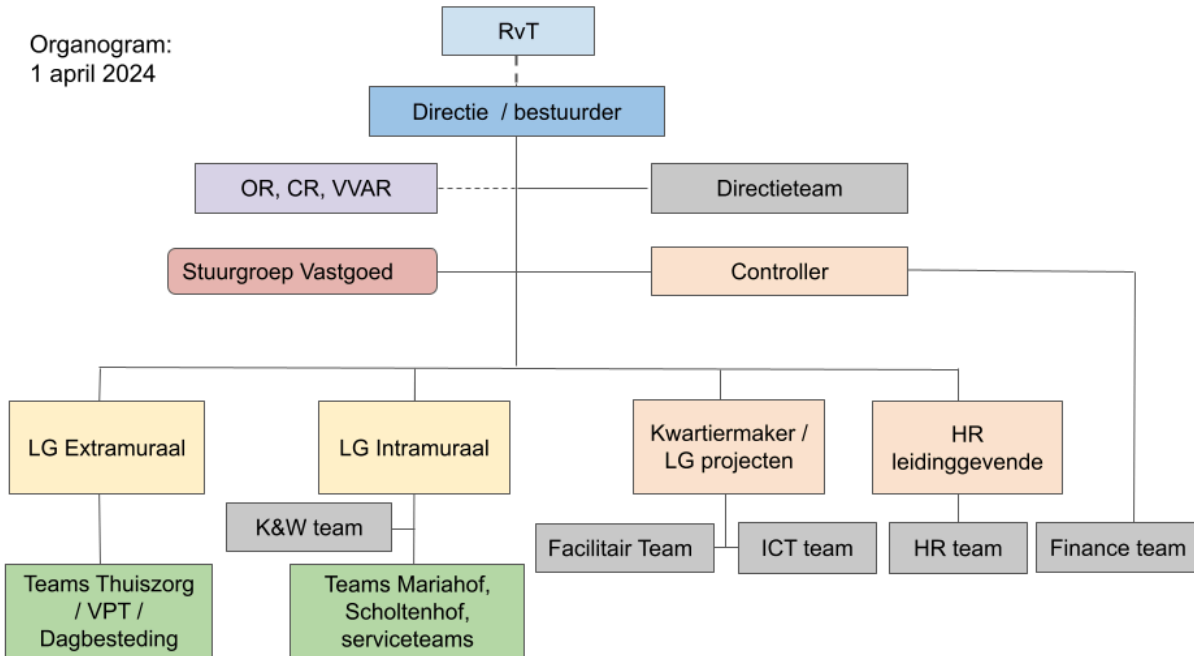 Organogram:
1 april 2024
RvT
Directie / bestuurder
OR, CR, VVAR
Directieteam
Stuurgroep Vastgoed
Controller
LG Extramuraal
LG Intramuraal
Kwartiermaker /
LG projecten
HR
leidinggevende
K&W team
Facilitair Team
ICT team
HR team
Finance team
Teams Thuiszorg
/ VPT /
Dagbesteding
Teams Mariahof,
Scholtenhof,
serviceteams